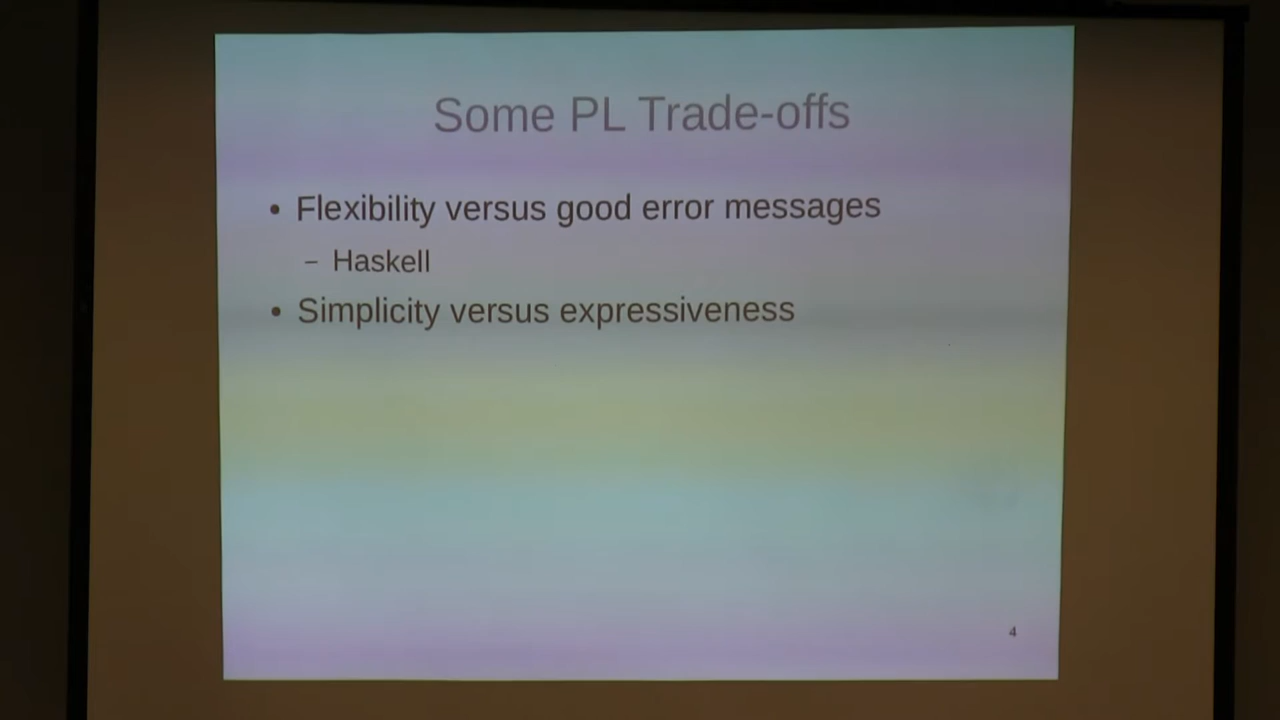 Some PL Trade-offs
• Flexibility versus good error messages
– Haskell
• Simplicity versus expressiveness
4